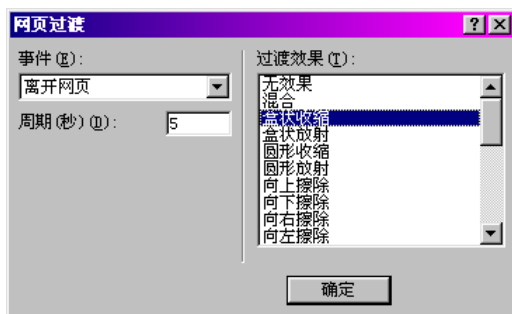 网页过渡
事件(E):
离开网页
周期(秒)(D):
5
过渡效果(T):
无效果
混合
盒状收缩
盒状放射
圆形收缩
圆形放射
向上擦除
向下擦除
向右擦除
向左擦除
确定